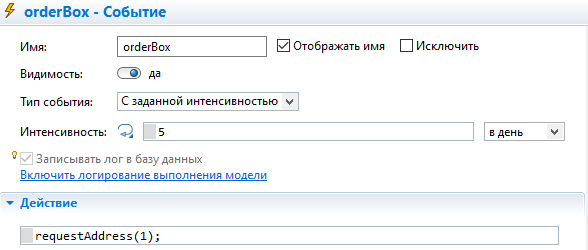 orderBox - Событие
Имя: orderBox Отображать имя Исключить
Видимость: да
Тип события: С заданной интенсивностью
Интенсивность: 5 в день
Записывать лог в базу данных
Включить логирование выполнения модели
Действие
requestAddress(1);